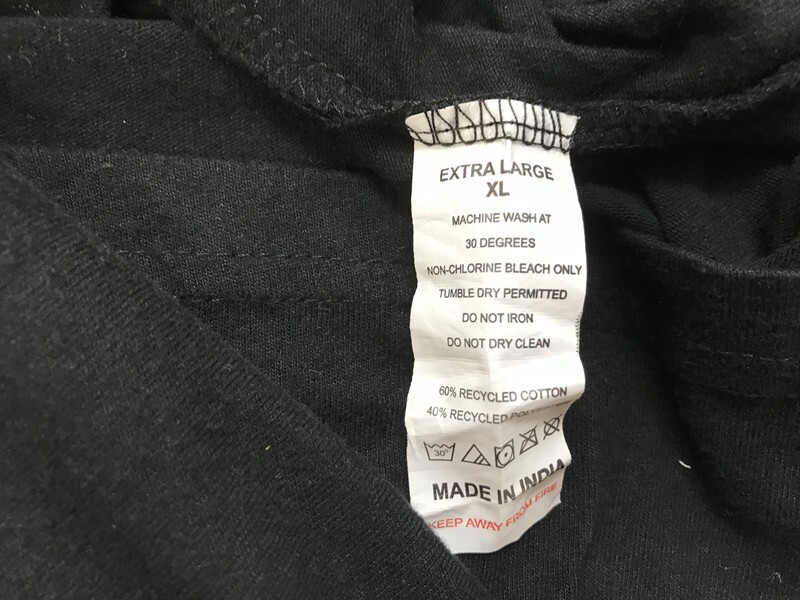 EXTRA LARGE
XL
MACHINE WASH AT
30 DEGREES
NON-CHLORINE BLEACH ONLY
TUMBLE DRY PERMITTED
DO NOT IRON
DO NOT DRY CLEAN
60% RECYCLED COTTON
40% RECYCLED POLYESTER
30°
MADE IN INDIA
KEEP AWAY FROM FIRE